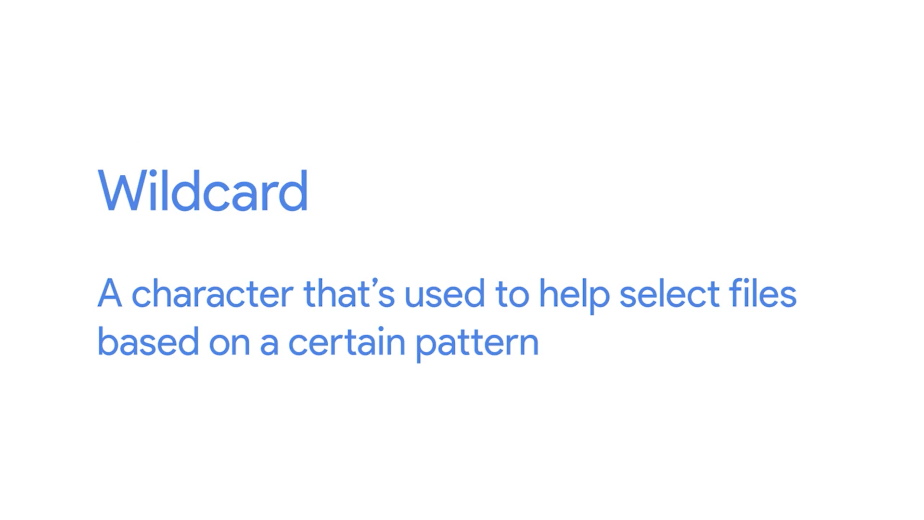 Wildcard
A character that’s used to help select files
based on a certain pattern